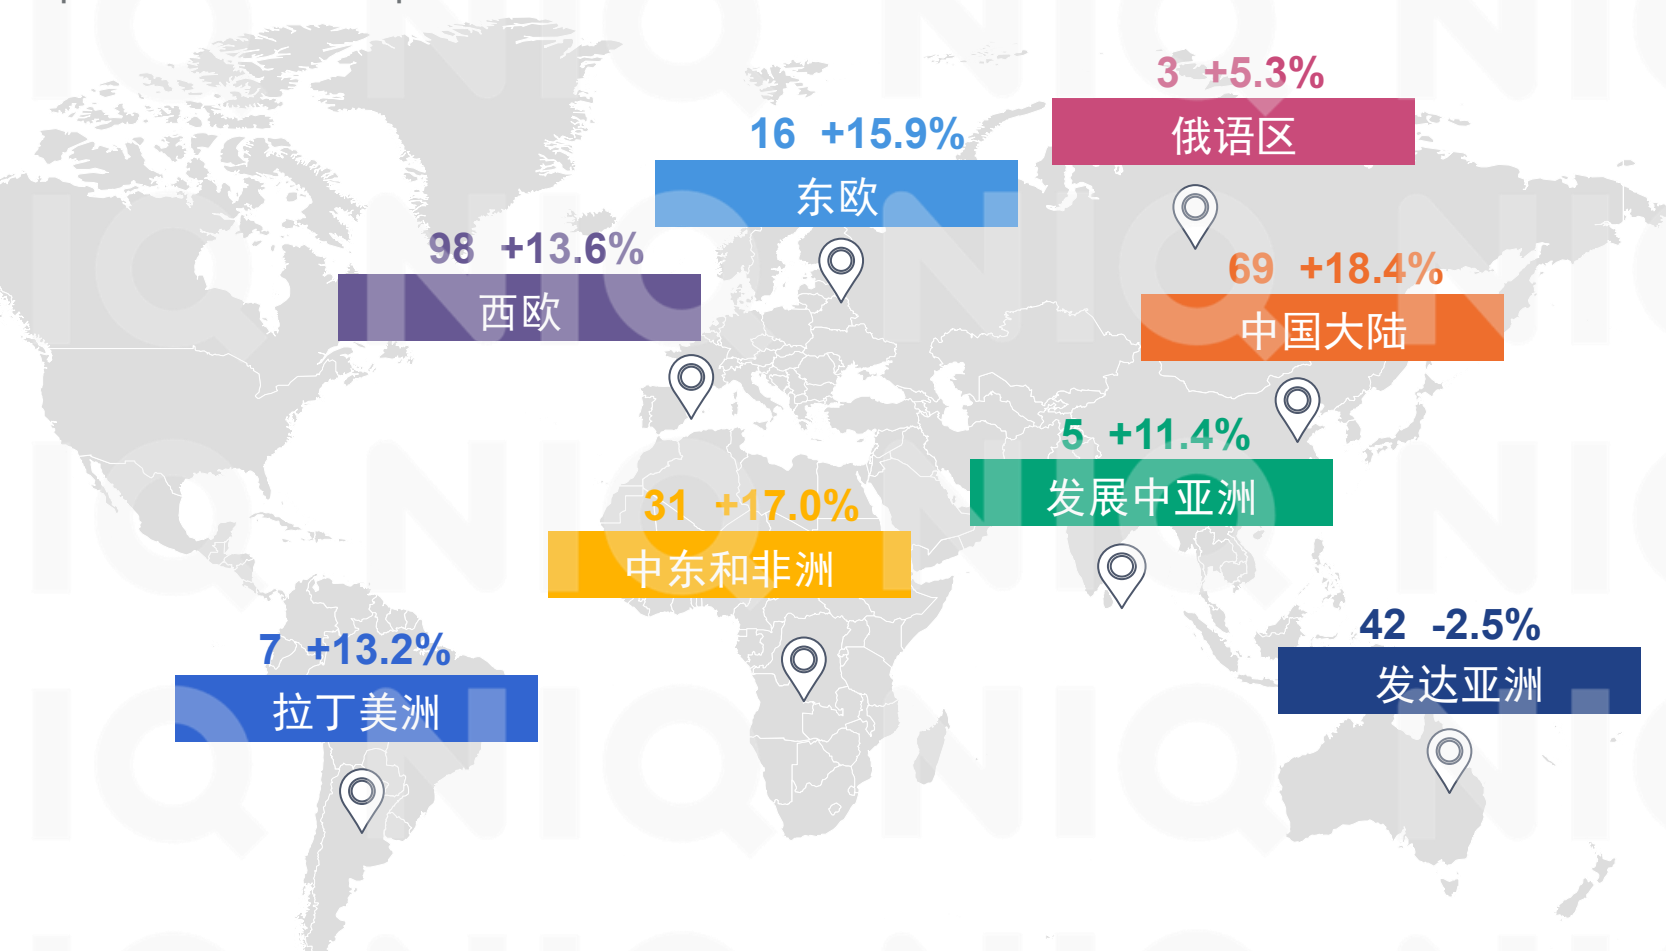 3 +5.3%
俄语区
16 +15.9%
东欧
98 +13.6%
西欧
69 +18.4%
中国大陆
5 +11.4%
发展中亚洲
31 +17.0%
中东和非洲
42 -2.5%
发达亚洲
7 +13.2%
拉丁美洲
NIQ